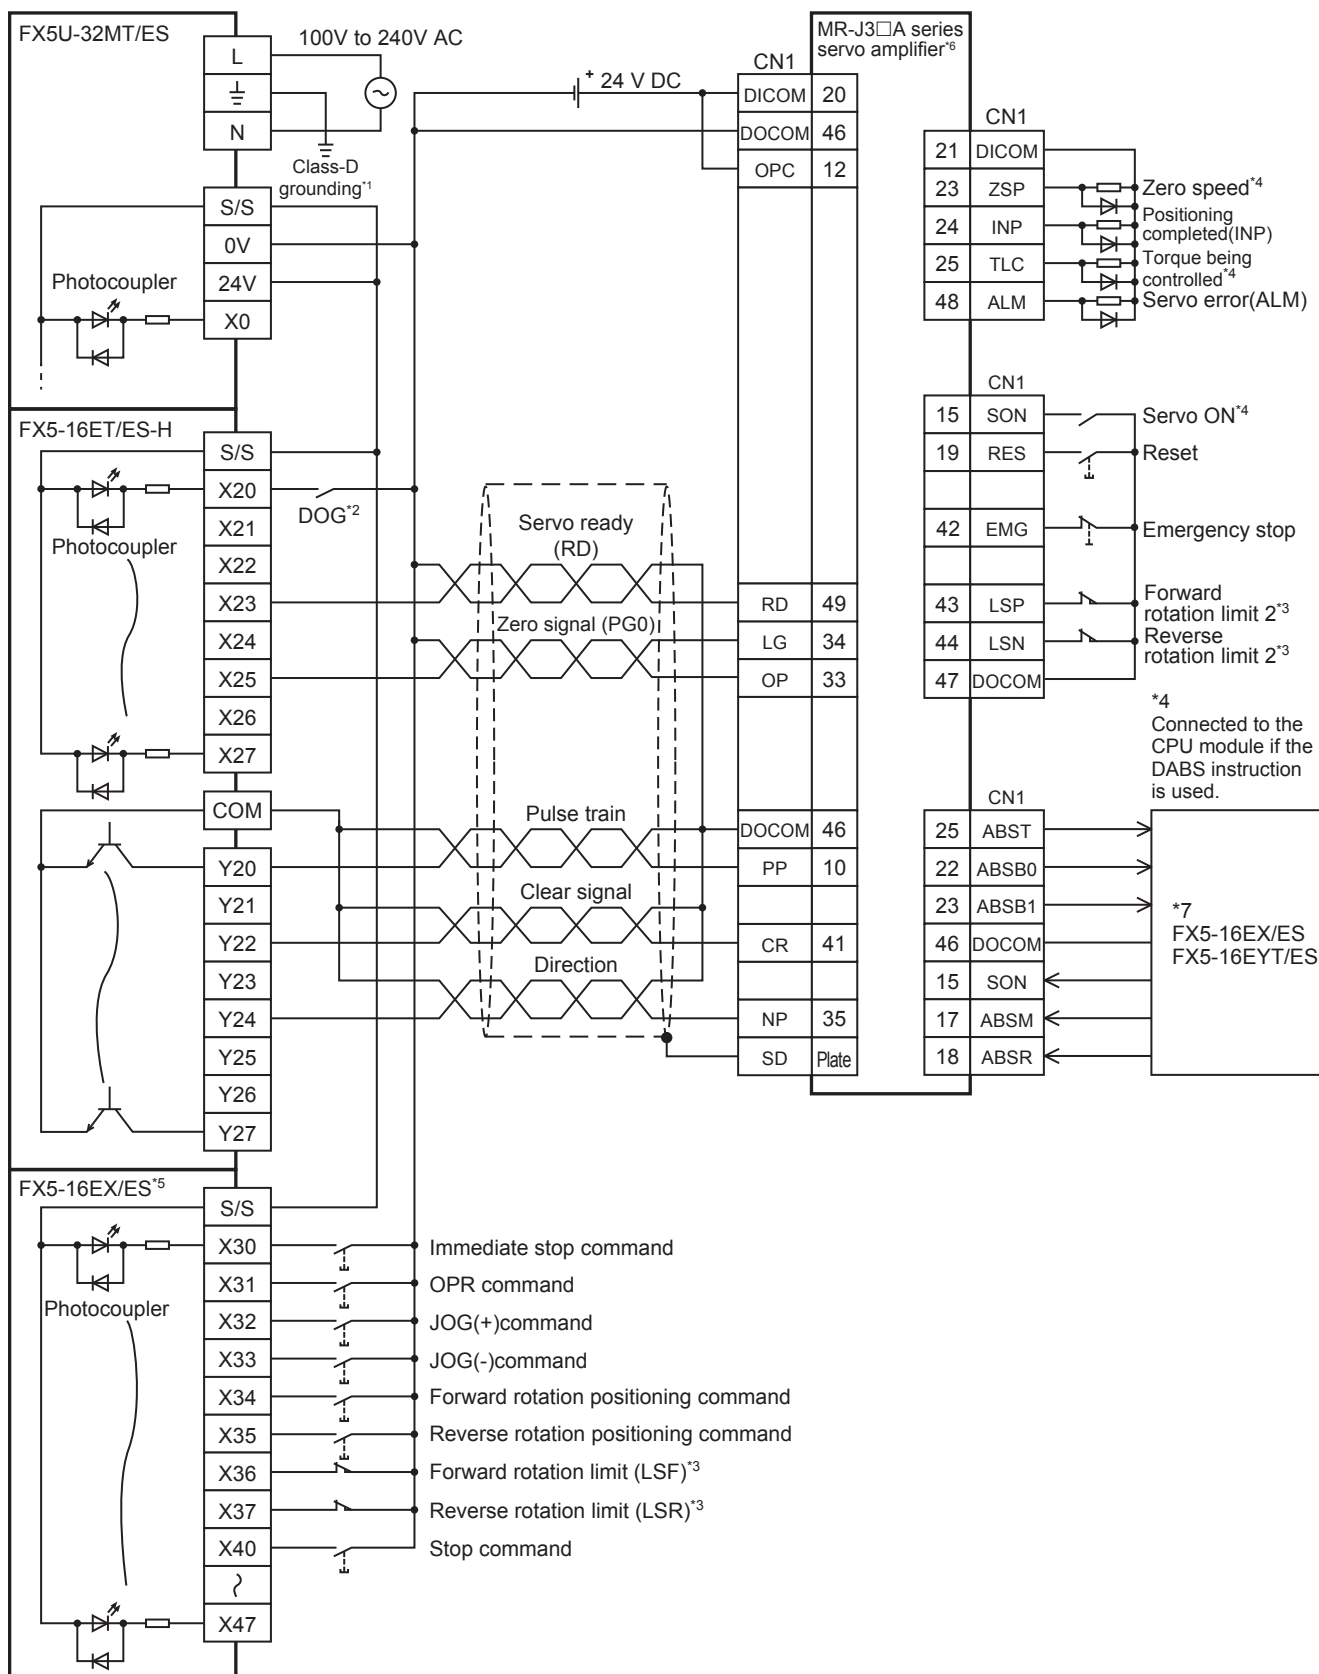 FX5U-32MT/ES
L
N
100V to 240V AC
Class-D
grounding*1
S/S
0V
24V
X0
Photocoupler
FX5-16ET/ES-H
S/S
X20
X21
X22
X23
X24
X25
X26
X27
Photocoupler
DOG*2
COM
Y20
Y21
Y22
Y23
Y24
Y25
Y26
Y27
FX5-16EX/ES*5
S/S
X30
X31
X32
X33
X34
X35
X36
X37
X40
X47
Photocoupler
Immediate stop command
OPR command
JOG(+)command
JOG(-)command
Forward rotation positioning command
Reverse rotation positioning command
Forward rotation limit (LSF)*3
Reverse rotation limit (LSR)*3
Stop command
+ 24 V DC
Servo ready
(RD)
Zero signal (PG0)
Pulse train
Clear signal
Direction
MR-J3□A series
servo amplifier*6
CN1
DICOM 20
DOCOM 46
OPC 12
RD 49
LG 34
OP 33
DOCOM 46
PP 10
CR 41
NP 35
SD Plate
CN1
21 DICOM
23 ZSP
24 INP
25 TLC
48 ALM
Zero speed*4
Positioning
completed(INP)
Torque being
controlled*4
Servo error(ALM)
CN1
15 SON
19 RES
42 EMG
43 LSP
44 LSN
47 DOCOM
Servo ON*4
Reset
Emergency stop
Forward
rotation limit 2*3
Reverse
rotation limit 2*3
*4
Connected to the
CPU module if the
DABS instruction
is used.
CN1
25 ABST
22 ABSB0
23 ABSB1
46 DOCOM
15 SON
17 ABSM
18 ABSR
*7
FX5-16EX/ES
FX5-16EYT/ES